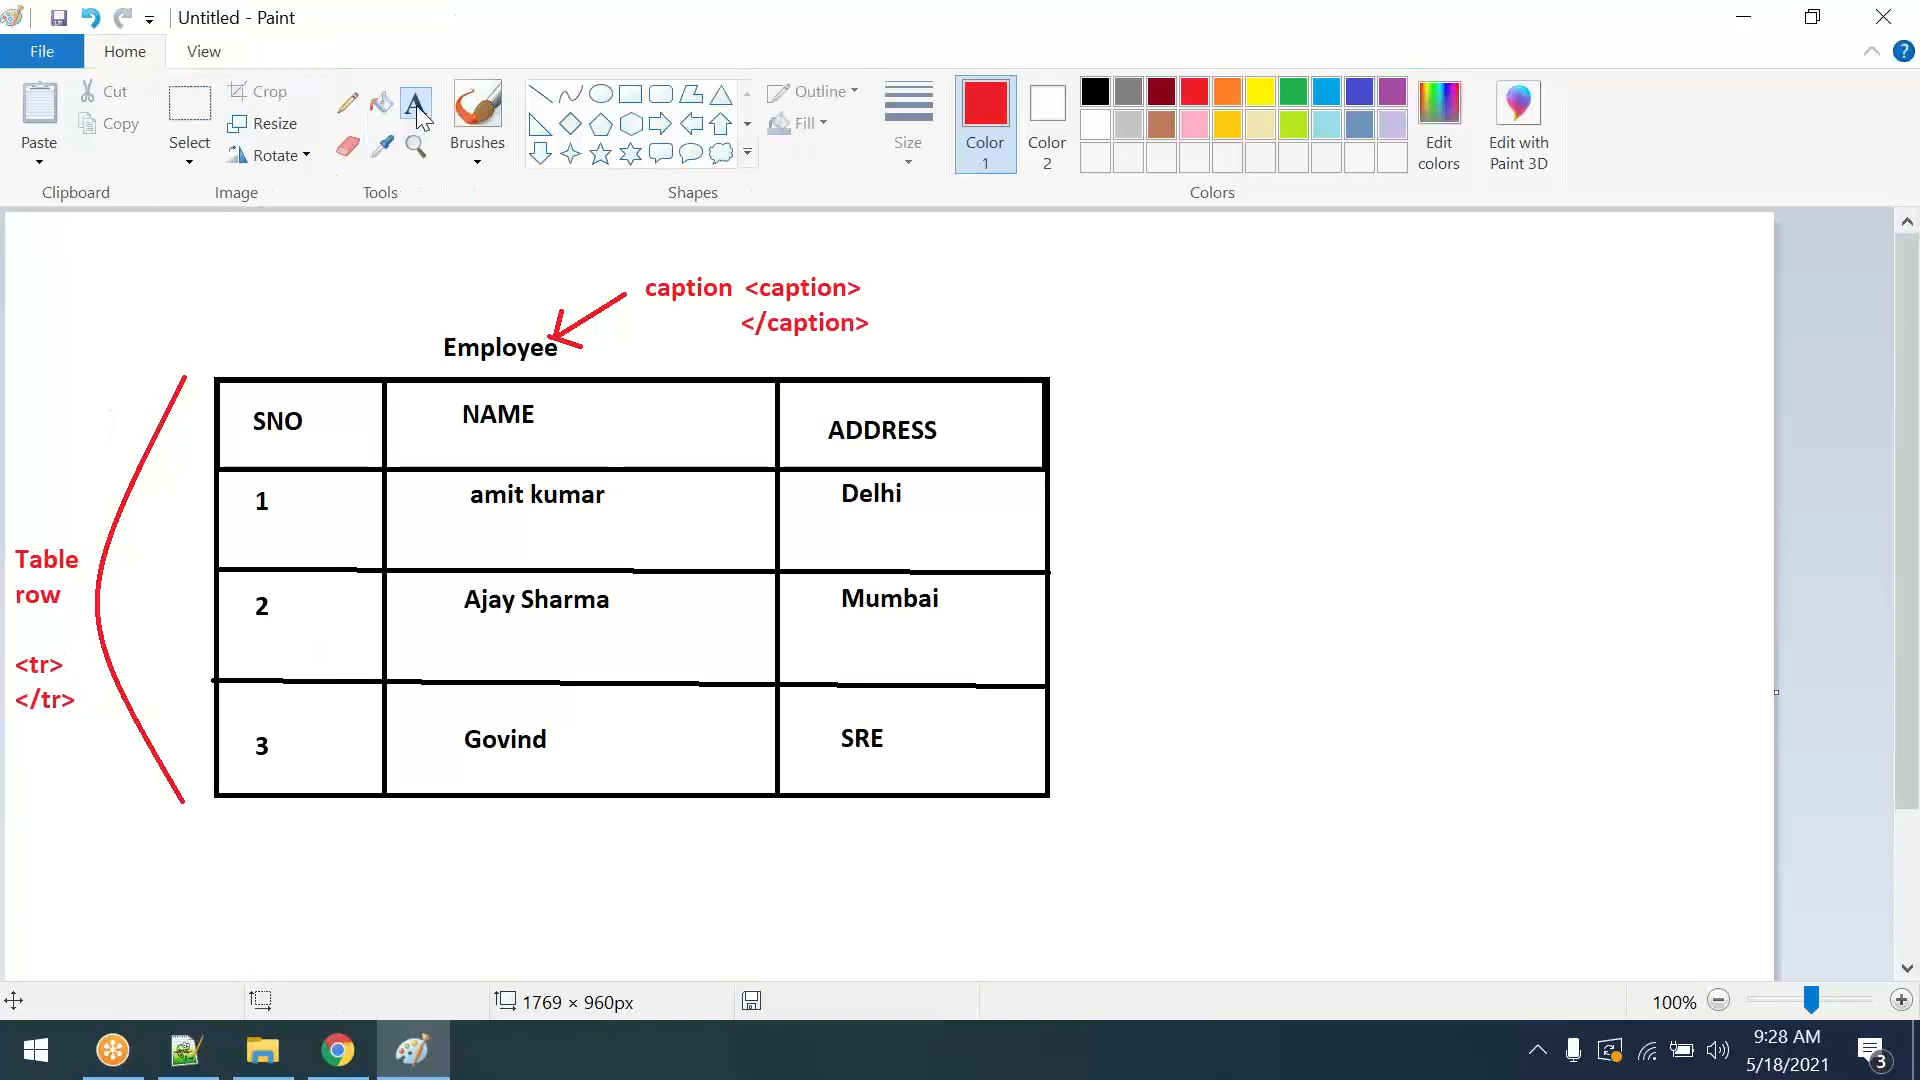 Untitled - Paint
File
Home
View
Paste
Cut
Copy
Clipboard
Select
Crop
Resize
Rotate
Image
Tools
Brushes
Outline
Fill
Shapes
Size
Color 1
Color 2
Edit colors
Colors
Edit with Paint 3D
caption <caption>
</caption>
Employee
SNO NAME ADDRESS
1 amit kumar Delhi
2 Ajay Sharma Mumbai
3 Govind SRE
Table
row
<tr>
</tr>
1769 × 960px
100%
9:28 AM
5/18/2021
3